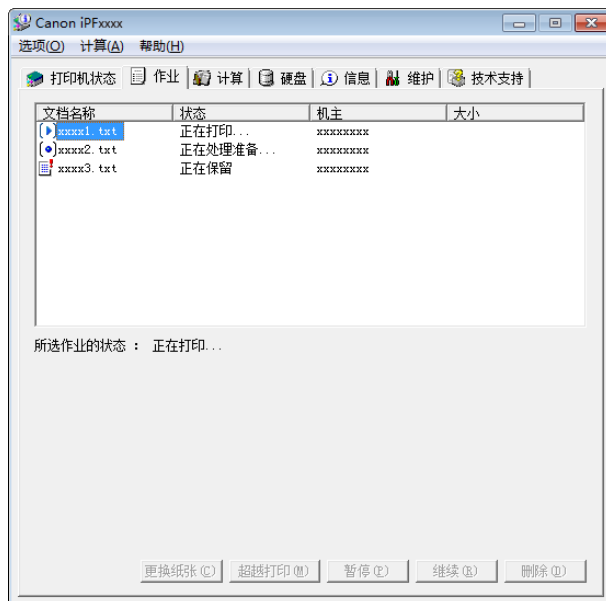 Canon iPFxxxx
选项(O) 计算(A) 帮助(H)
打印机状态 作业 计算 硬盘 信息 维护 技术支持
文档名称 状态 机主 大小
xxxx1.txt 正在打印... xxxxxxxx
xxxx2.txt 正在处理准备... xxxxxxxx
xxxx3.txt 正在保留 xxxxxxxx
所选作业的状态 : 正在打印...
更换纸张(C) 超越打印(M) 暂停(P) 继续(R) 删除(D)